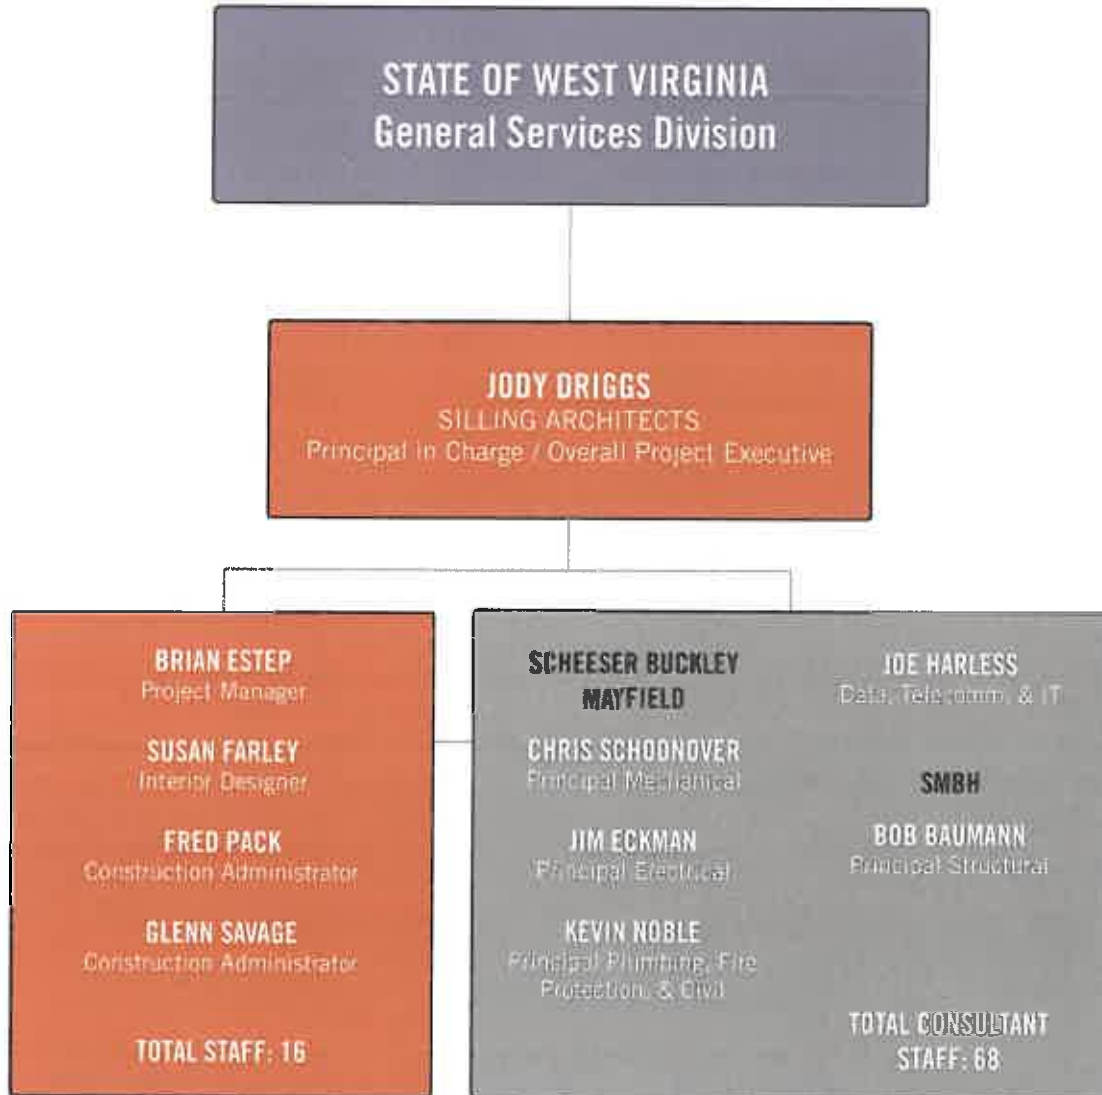 STATE OF WEST VIRGINIA
General Services Division
JODY DRIGGS
SILLING ARCHITECTS
Principal in Charge / Overall Project Executive
BRIAN ESTEP
Project Manager
SUSAN FARLEY
Interior Designer
FRED PACK
Construction Administrator
GLENN SAVAGE
Construction Administrator
TOTAL STAFF: 16
SCHEESER BUCKLEY
MAYFIELD
CHRIS SCHOONOVER
Principal Mechanical
JIM ECKMAN
Principal Electrical
KEVIN NOBLE
Principal Plumbing, Fire
Protection, & Civil
JOE HARLESS
Data, Telecomm, & IT
SMBH
BOB BAUMANN
Principal Structural
TOTAL CONSULTANT
STAFF: 68